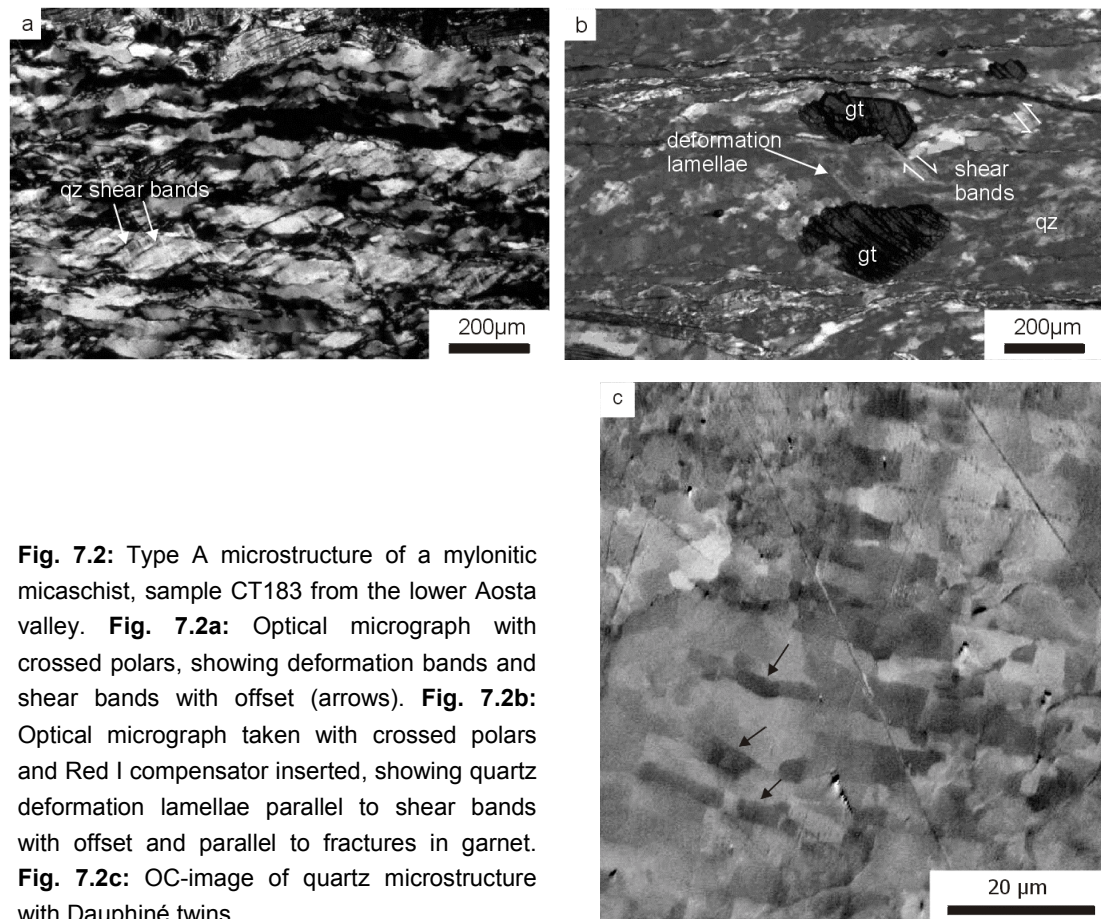 a
qz shear bands
200µm
b
gt
deformation
lamellae
shear
bands
qz
gt
200µm
c
20 µm
Fig. 7.2: Type A microstructure of a mylonitic
micaschist, sample CT183 from the lower Aosta
valley. Fig. 7.2a: Optical micrograph with
crossed polars, showing deformation bands and
shear bands with offset (arrows). Fig. 7.2b:
Optical micrograph taken with crossed polars
and Red I compensator inserted, showing quartz
deformation lamellae parallel to shear bands
with offset and parallel to fractures in garnet.
Fig. 7.2c: OC-image of quartz microstructure
with Dauphiné twins